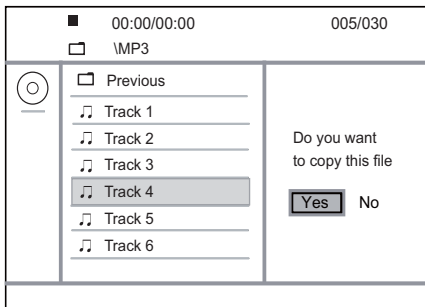 00:00/00:00 005/030
\MP3
Previous
Track 1
Track 2
Track 3
Track 4
Track 5
Track 6
Do you want
to copy this file
Yes No